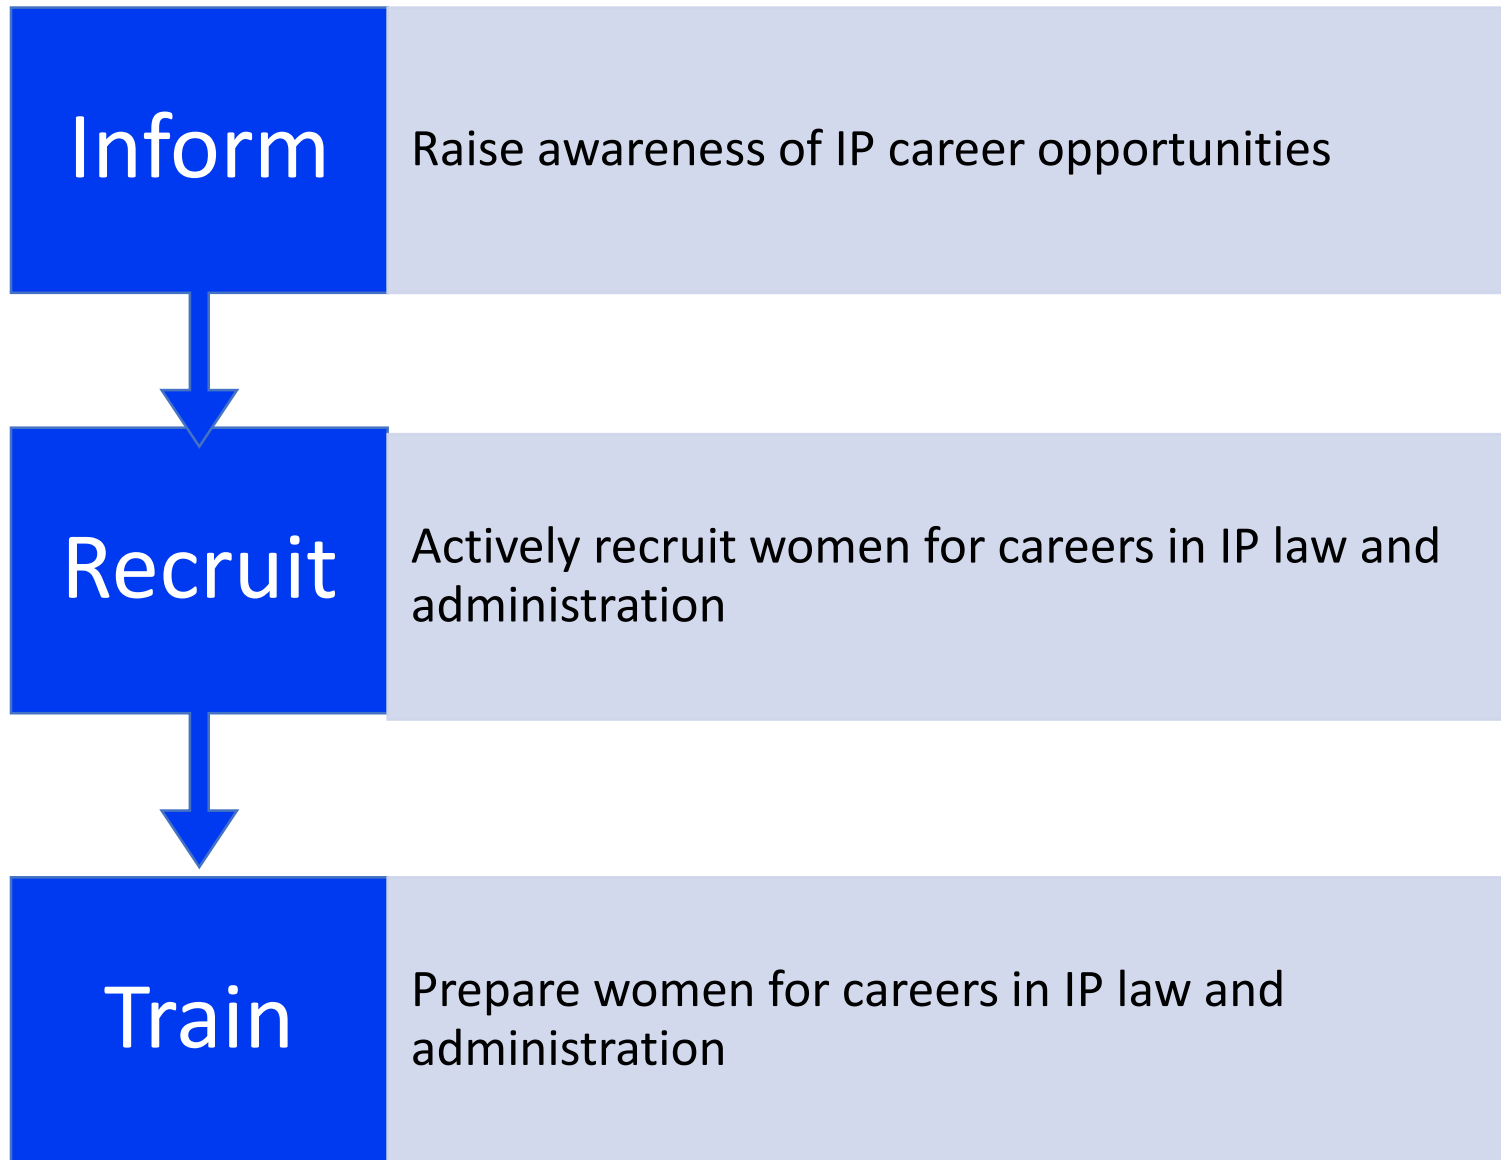 Inform
Raise awareness of IP career opportunities
Recruit
Actively recruit women for careers in IP law and
administration
Train
Prepare women for careers in IP law and
administration